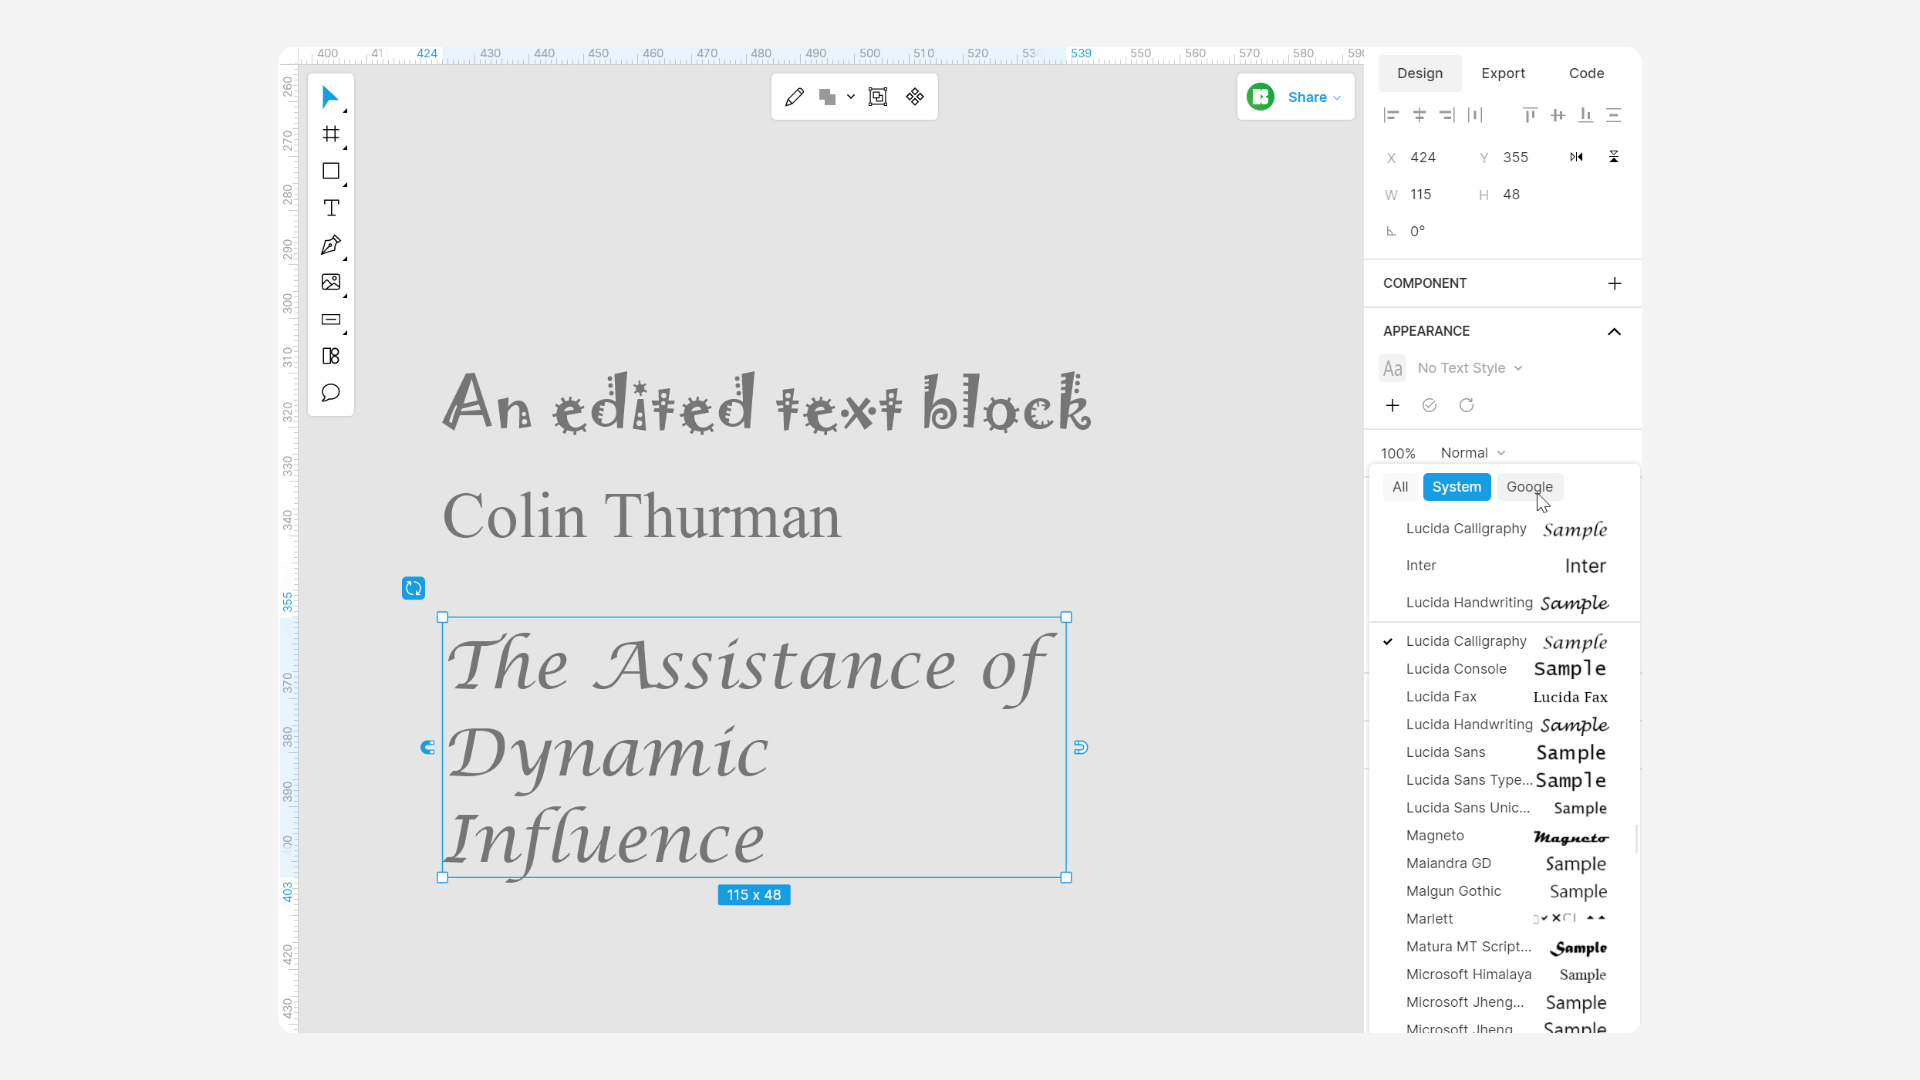 400 41 424 430 440 450 460 470 480 490 500 510 520 53 539 550 560 570 580 590
260
270
280
290
300
310
320
330
340
355
370
380
390
400
403
420
430
Share
An edited text block
Colin Thurman
The Assistance of
Dynamic
Influence
115 x 48
Design Export Code
X 424 Y 355
W 115 H 48
0°
COMPONENT
APPEARANCE
Aa No Text Style
100% Normal
All System Google
Lucida Calligraphy Sample
Inter Inter
Lucida Handwriting Sample
Lucida Calligraphy Sample
Lucida Console Sample
Lucida Fax Lucida Fax
Lucida Handwriting Sample
Lucida Sans Sample
Lucida Sans Type... Sample
Lucida Sans Unic... Sample
Magneto Magneto
Maiandra GD Sample
Malgun Gothic Sample
Marlett
Matura MT Script... Sample
Microsoft Himalaya Sample
Microsoft Jheng... Sample
Microsoft Jheng Sample